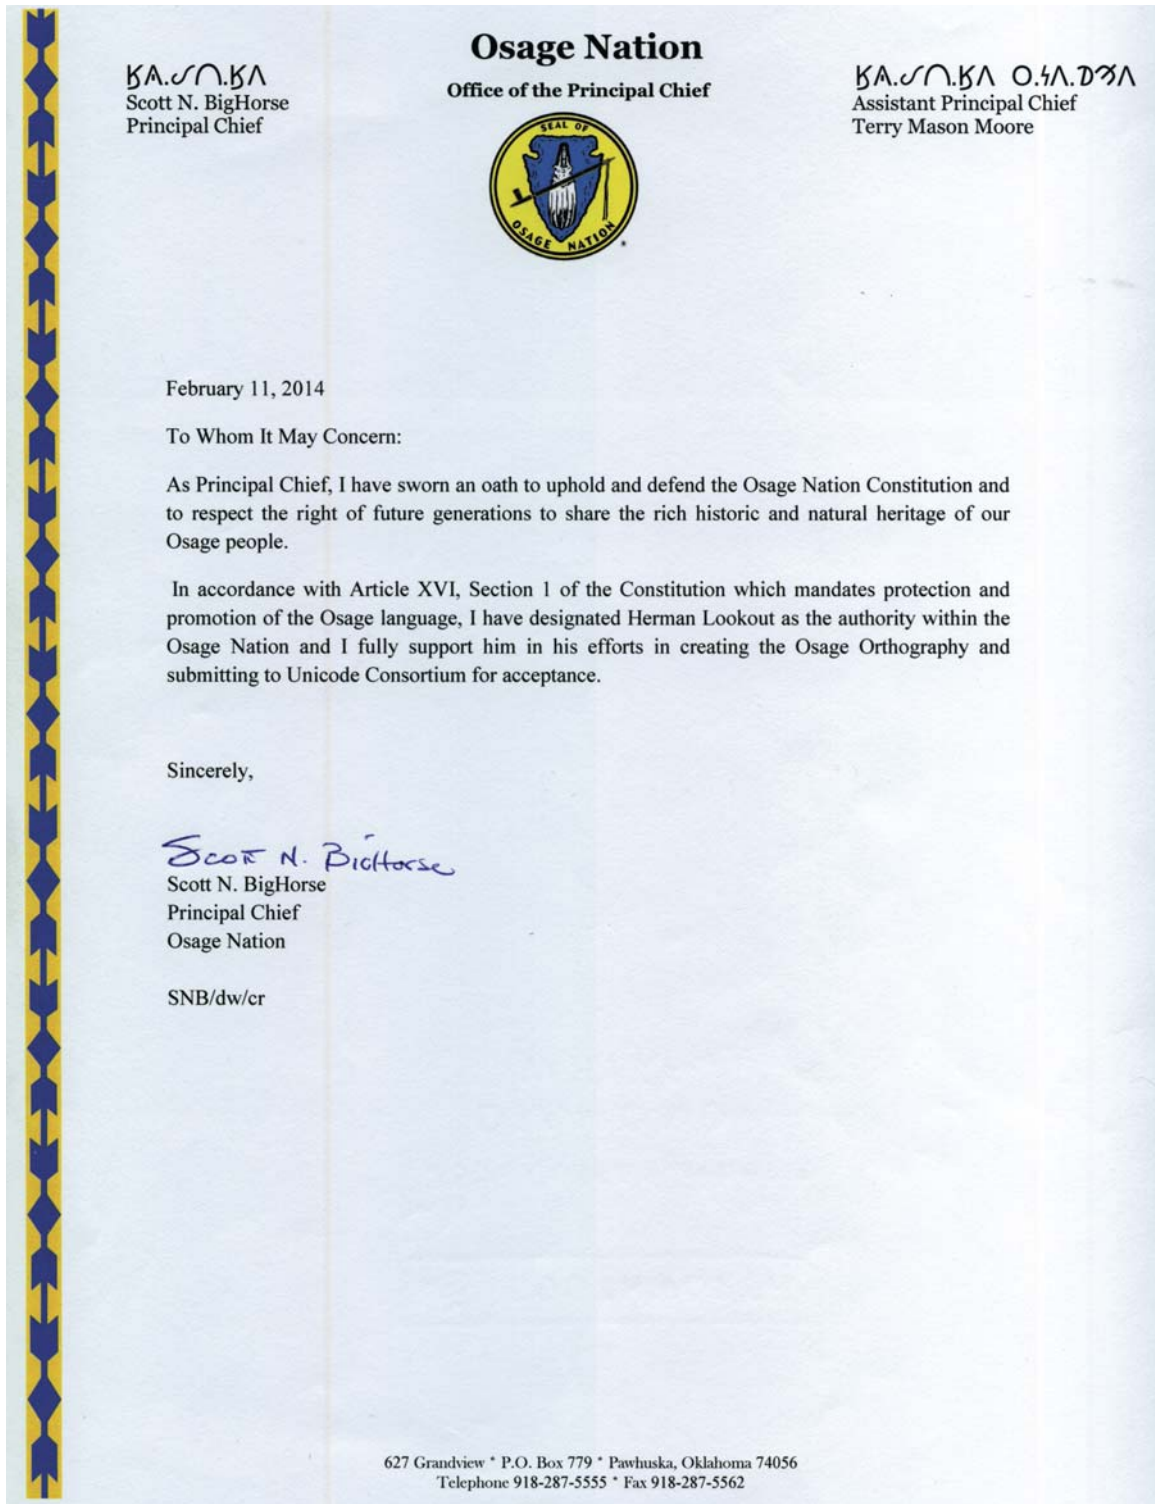 Osage Nation
Office of the Principal Chief
Scott N. BigHorse
Principal Chief
Assistant Principal Chief
Terry Mason Moore
SEAL OF
OSAGE NATION
February 11, 2014
To Whom It May Concern:
As Principal Chief, I have sworn an oath to uphold and defend the Osage Nation Constitution and
to respect the right of future generations to share the rich historic and natural heritage of our
Osage people.
In accordance with Article XVI, Section 1 of the Constitution which mandates protection and
promotion of the Osage language, I have designated Herman Lookout as the authority within the
Osage Nation and I fully support him in his efforts in creating the Osage Orthography and
submitting to Unicode Consortium for acceptance.
Sincerely,
Scott N. BigHorse
Scott N. BigHorse
Principal Chief
Osage Nation
SNB/dw/cr
627 Grandview * P.O. Box 779 * Pawhuska, Oklahoma 74056
Telephone 918-287-5555 * Fax 918-287-5562